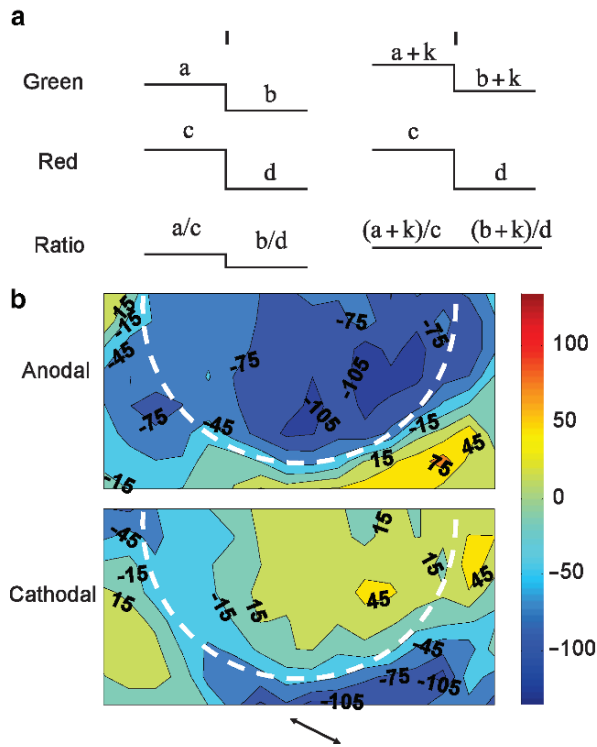 a
Green a b a+k b+k
Red c d c d
Ratio a/c b/d (a+k)/c (b+k)/d
b
Anodal
15 -15 -45 -75 -75 -75 -75 -105 -105 -45 -15 -15 15 45 75
100
50
0
-50
-100
Cathodal
-45 -15 15 -15 15 15 15 45 45 -45 -75 -105 -105